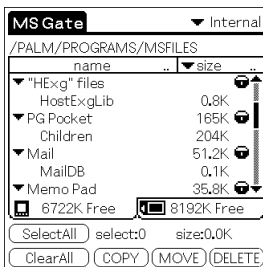 MS Gate ▼ Internal
/PALM/PROGRAMS/MSFILES
name .. ▼size ..
▼ "HExg" files
HostExgLib 0.8K
▼ PG Pocket 165K
Children 204K
▼ Mail 51.2K
MailDB 0.1K
▼ Memo Pad 35.8K
6722K Free 8192K Free
SelectAll select:0 size:0.0K
ClearAll COPY MOVE DELETE